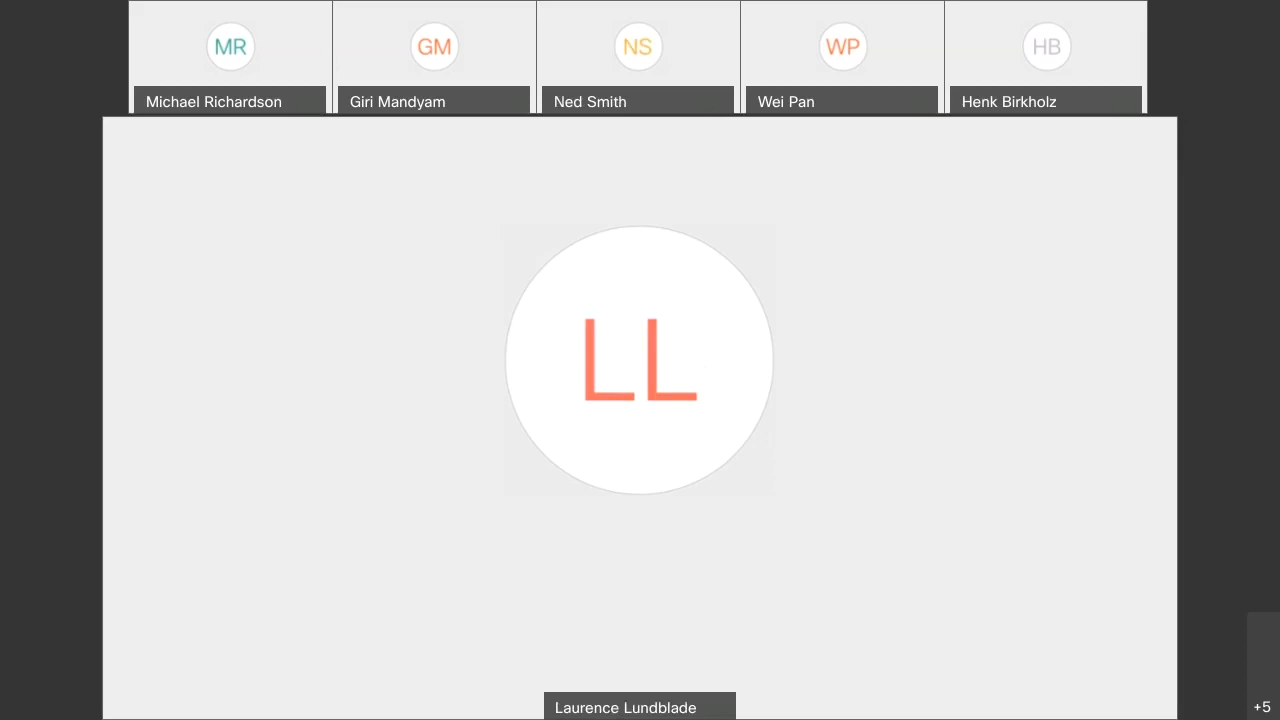 MR GM NS WP HB
Michael Richardson Giri Mandyam Ned Smith Wei Pan Henk Birkholz
LL
Laurence Lundblade
+5